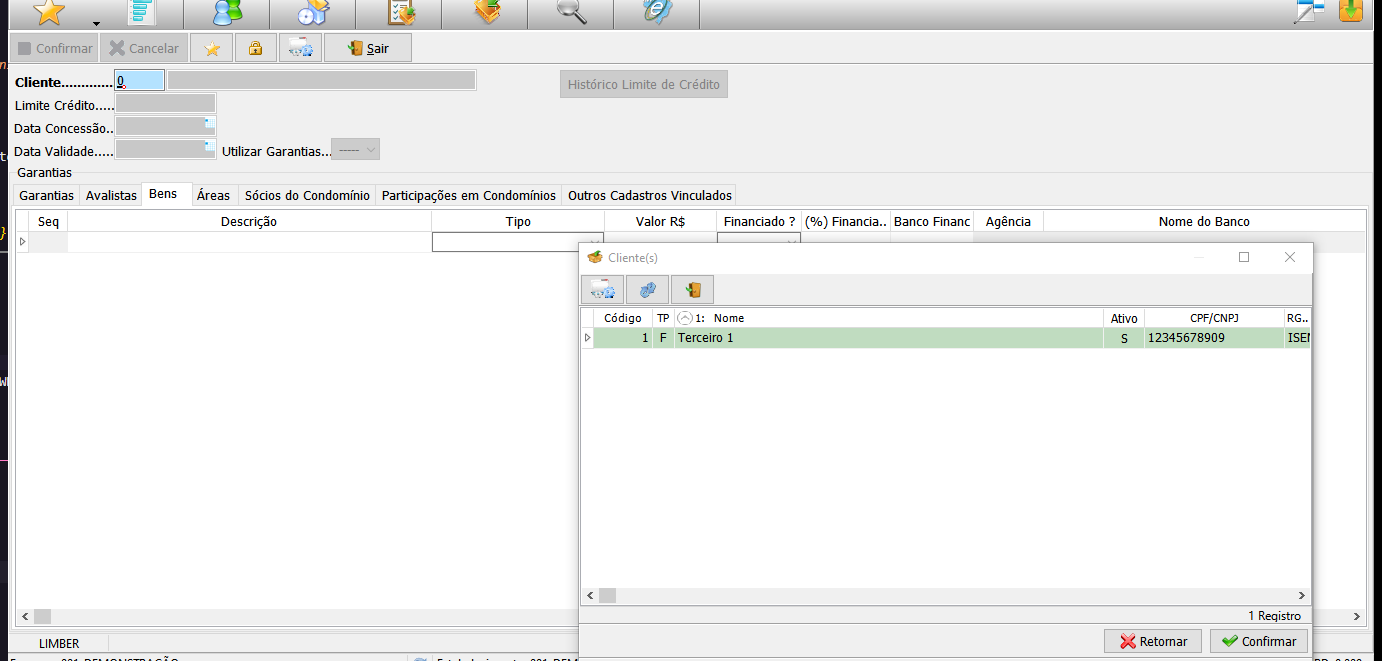 Confirmar Cancelar Sair
Cliente............. 0
Histórico Limite de Crédito
Limite Crédito.....
Data Concessão..
Data Validade..... Utilizar Garantias... -----
Garantias
Garantias Avalistas Bens Áreas Sócios do Condomínio Participações em Condomínios Outros Cadastros Vinculados
Seq Descrição Tipo Valor R$ Financiado ? (%) Financia.. Banco Financ Agência Nome do Banco
Cliente(s)
Código TP 1: Nome Ativo CPF/CNPJ RG..
1 F Terceiro 1 S 12345678909 ISEN
1 Registro
Retornar Confirmar
LIMBER